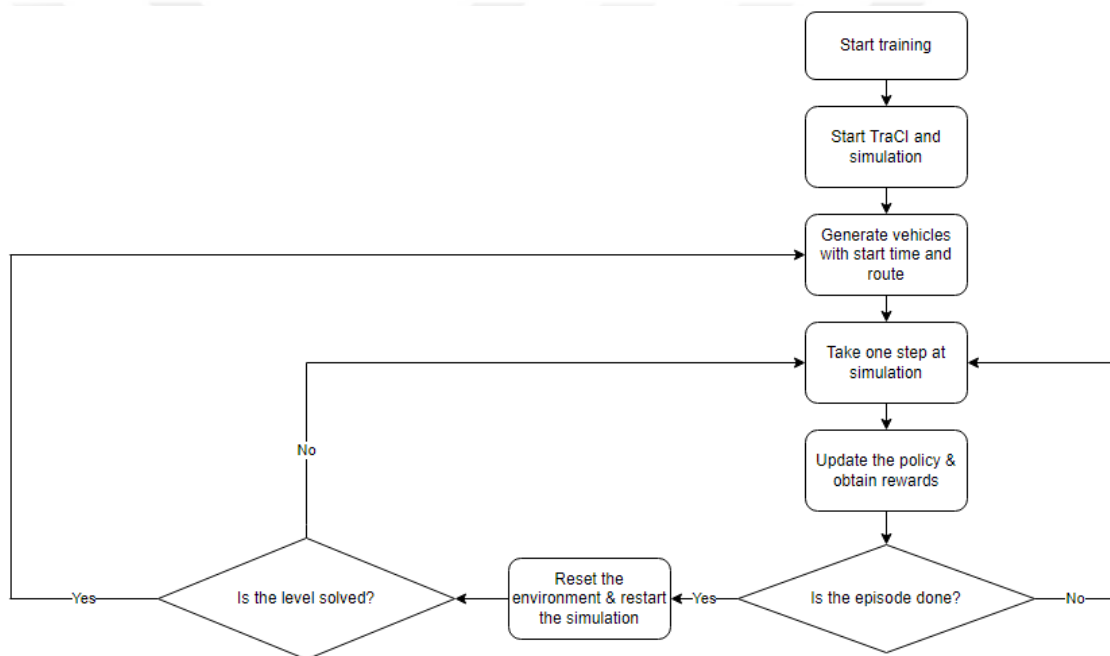 Start training
Start TraCI and
simulation
Generate vehicles
with start time and
route
Take one step at
simulation
No
Update the policy &
obtain rewards
Yes
Is the level solved?
Reset the
environment & restart
the simulation
Yes
Is the episode done?
No